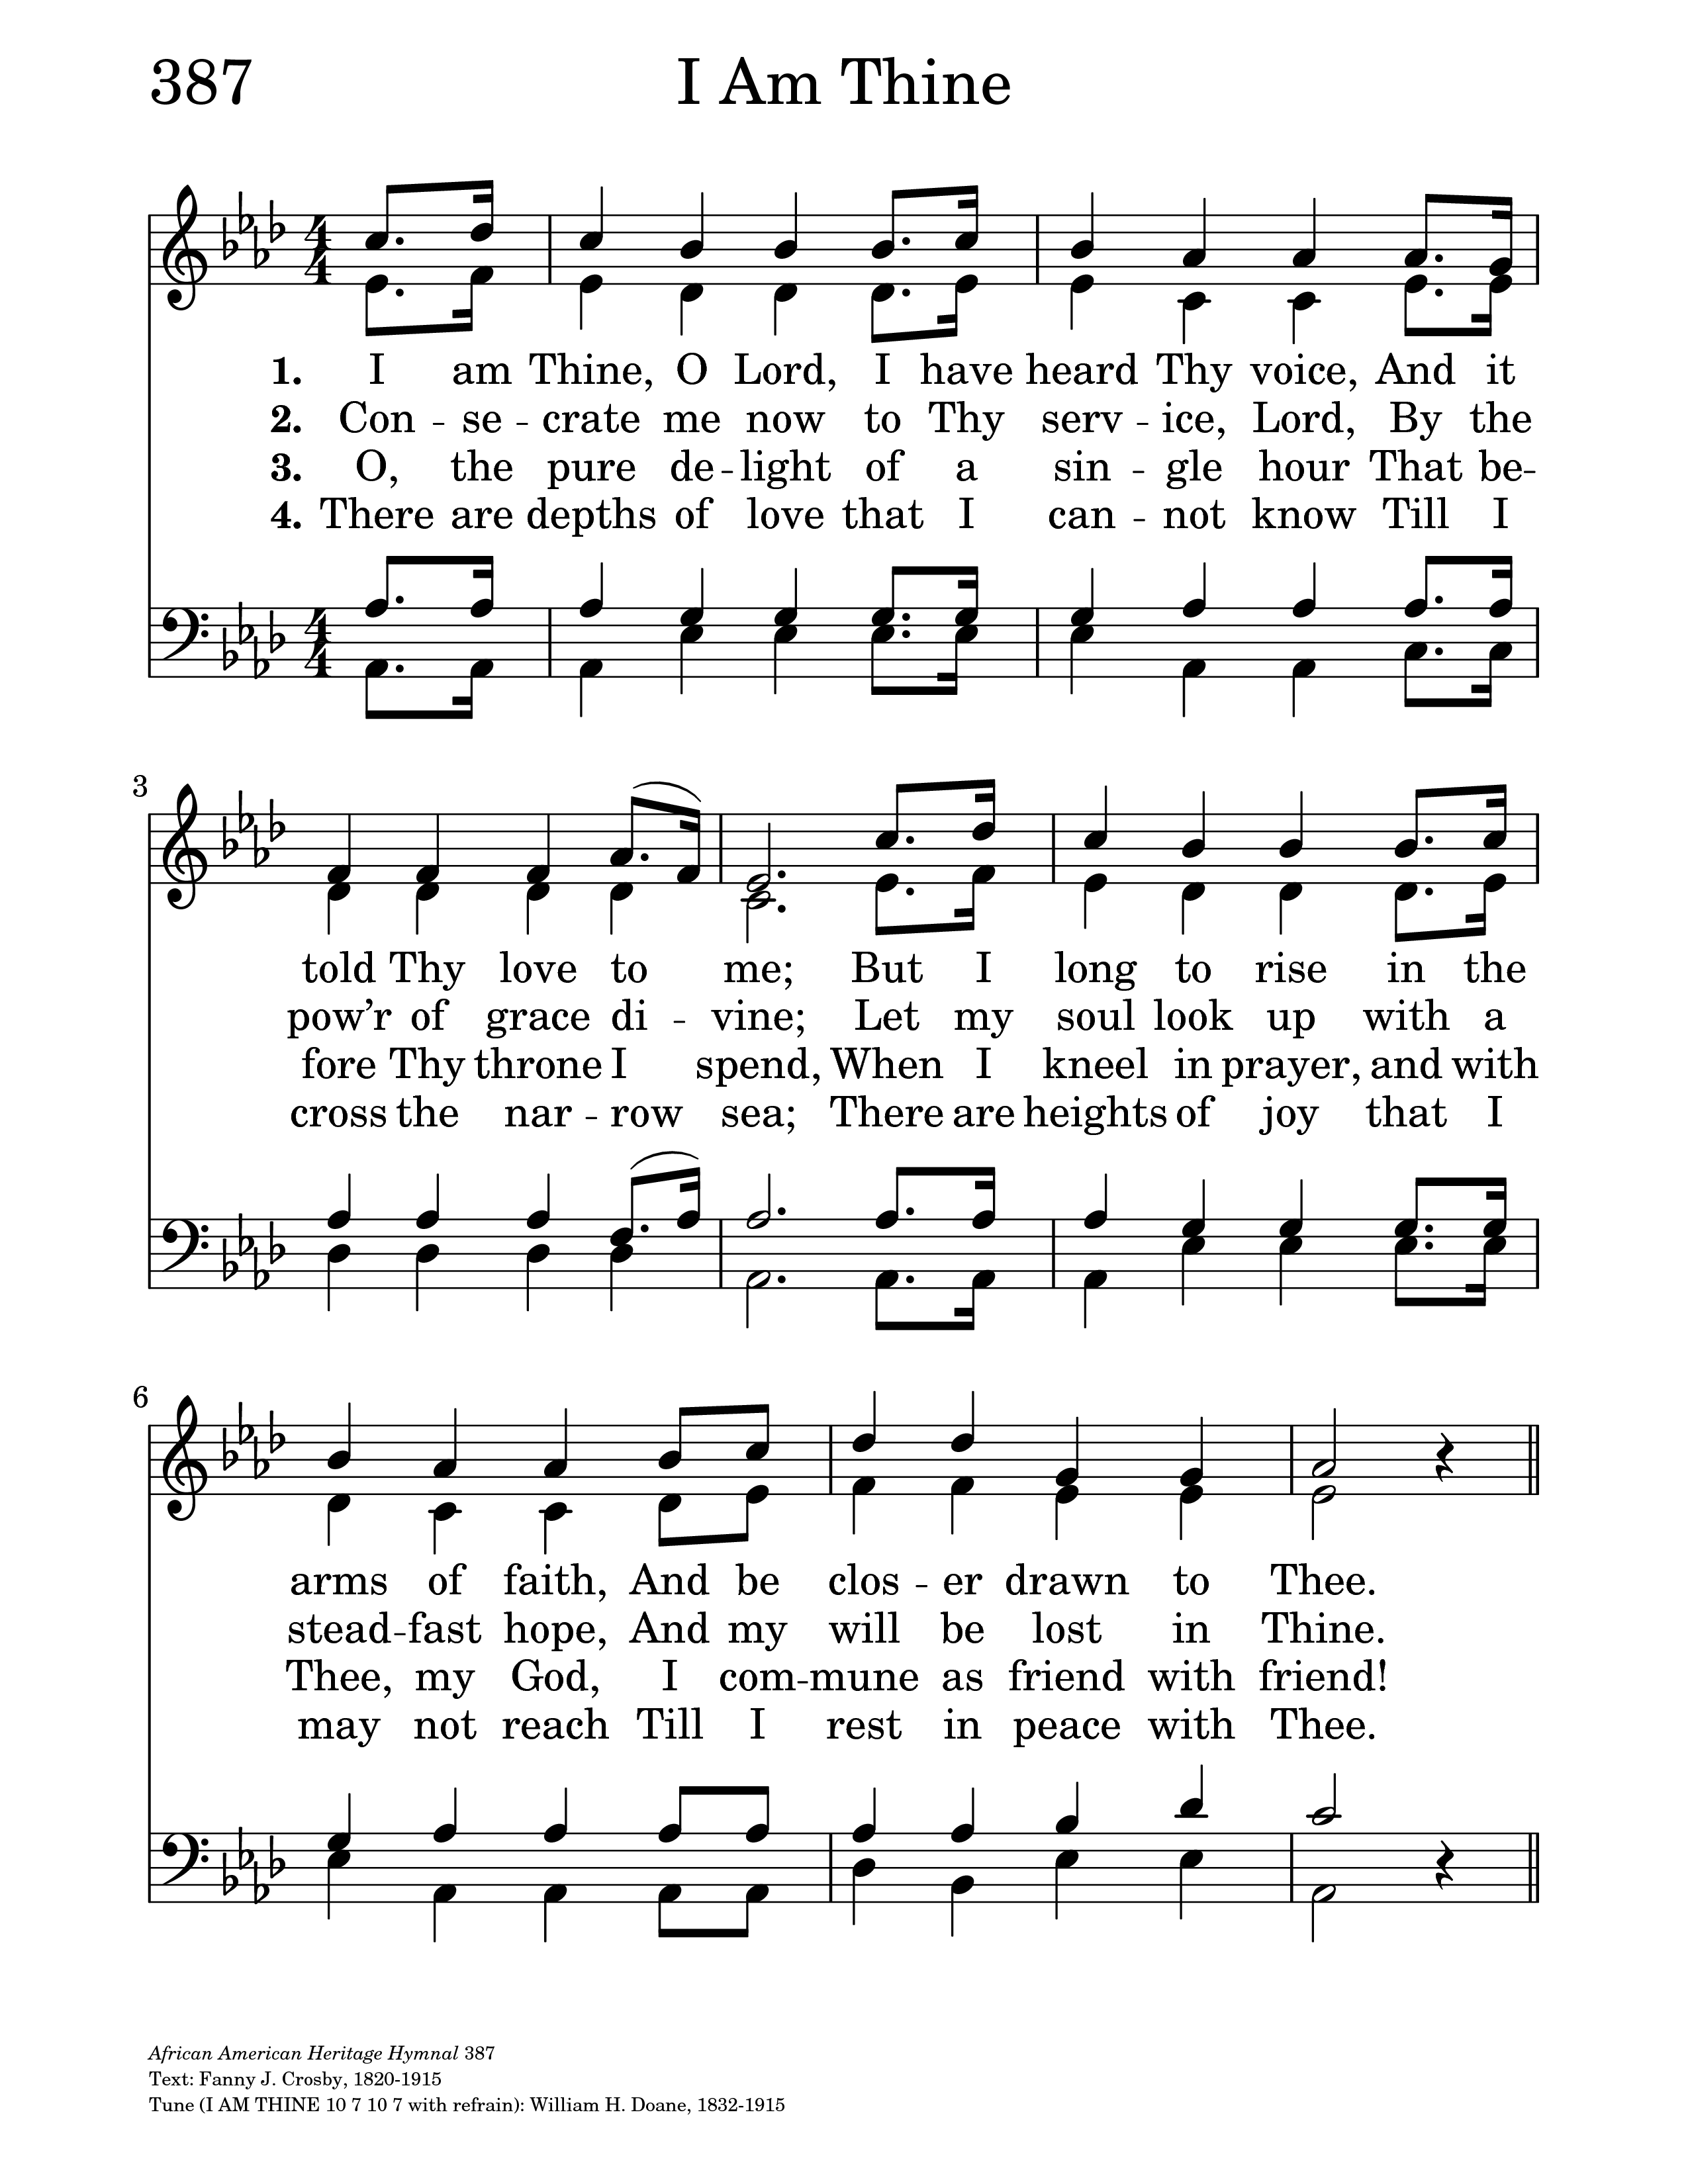 387
I Am Thine
4
4
1. I am Thine, O Lord, I have heard Thy voice, And it
2. Con - se - crate me now to Thy serv - ice, Lord, By the
3. O, the pure de - light of a sin - gle hour That be -
4. There are depths of love that I can - not know Till I
4
4
3
told Thy love to me; But I long to rise in the
pow’r of grace di - vine; Let my soul look up with a
fore Thy throne I spend, When I kneel in prayer, and with
cross the nar - row sea; There are heights of joy that I
6
arms of faith, And be clos - er drawn to Thee.
stead - fast hope, And my will be lost in Thine.
Thee, my God, I com - mune as friend with friend!
may not reach Till I rest in peace with Thee.
African American Heritage Hymnal 387
Text: Fanny J. Crosby, 1820-1915
Tune (I AM THINE 10 7 10 7 with refrain): William H. Doane, 1832-1915